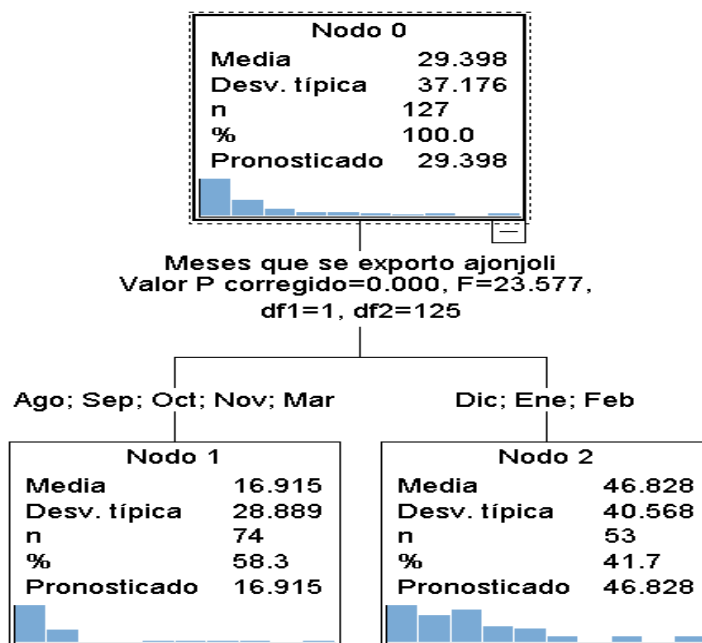 Nodo 0
Media 29.398
Desv. típica 37.176
n 127
% 100.0
Pronosticado 29.398
Meses que se exporto ajonjoli
Valor P corregido=0.000, F=23.577,
df1=1, df2=125
Ago; Sep; Oct; Nov; Mar
Dic; Ene; Feb
Nodo 1
Media 16.915
Desv. típica 28.889
n 74
% 58.3
Pronosticado 16.915
Nodo 2
Media 46.828
Desv. típica 40.568
n 53
% 41.7
Pronosticado 46.828